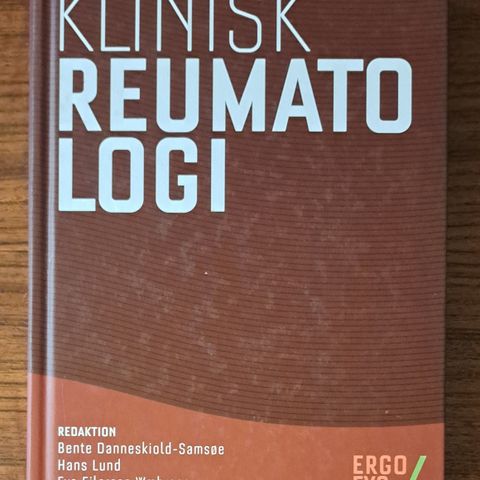 KLINISK
REUMATO
LOGI
REDAKTION
Bente Danneskiold-Samsøe
Hans Lund
ERGO